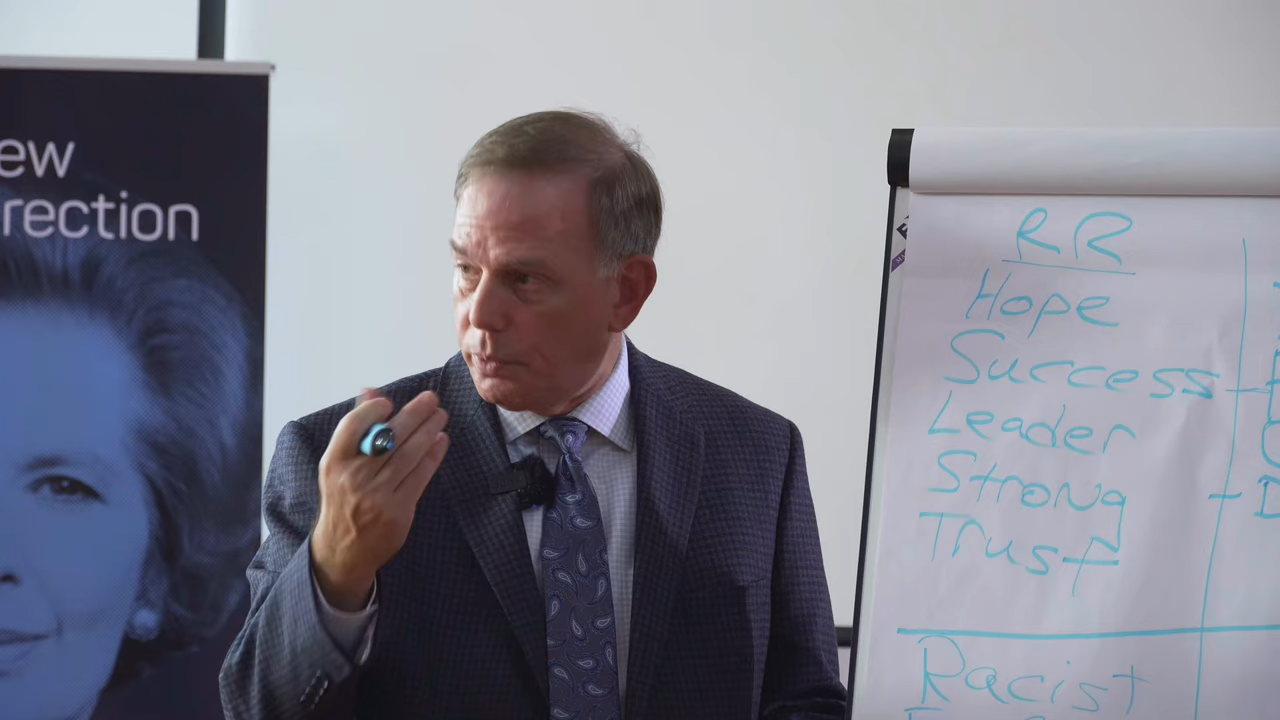 ew
rection
RR
Hope
Success
Leader
Strong
Trust
Racist